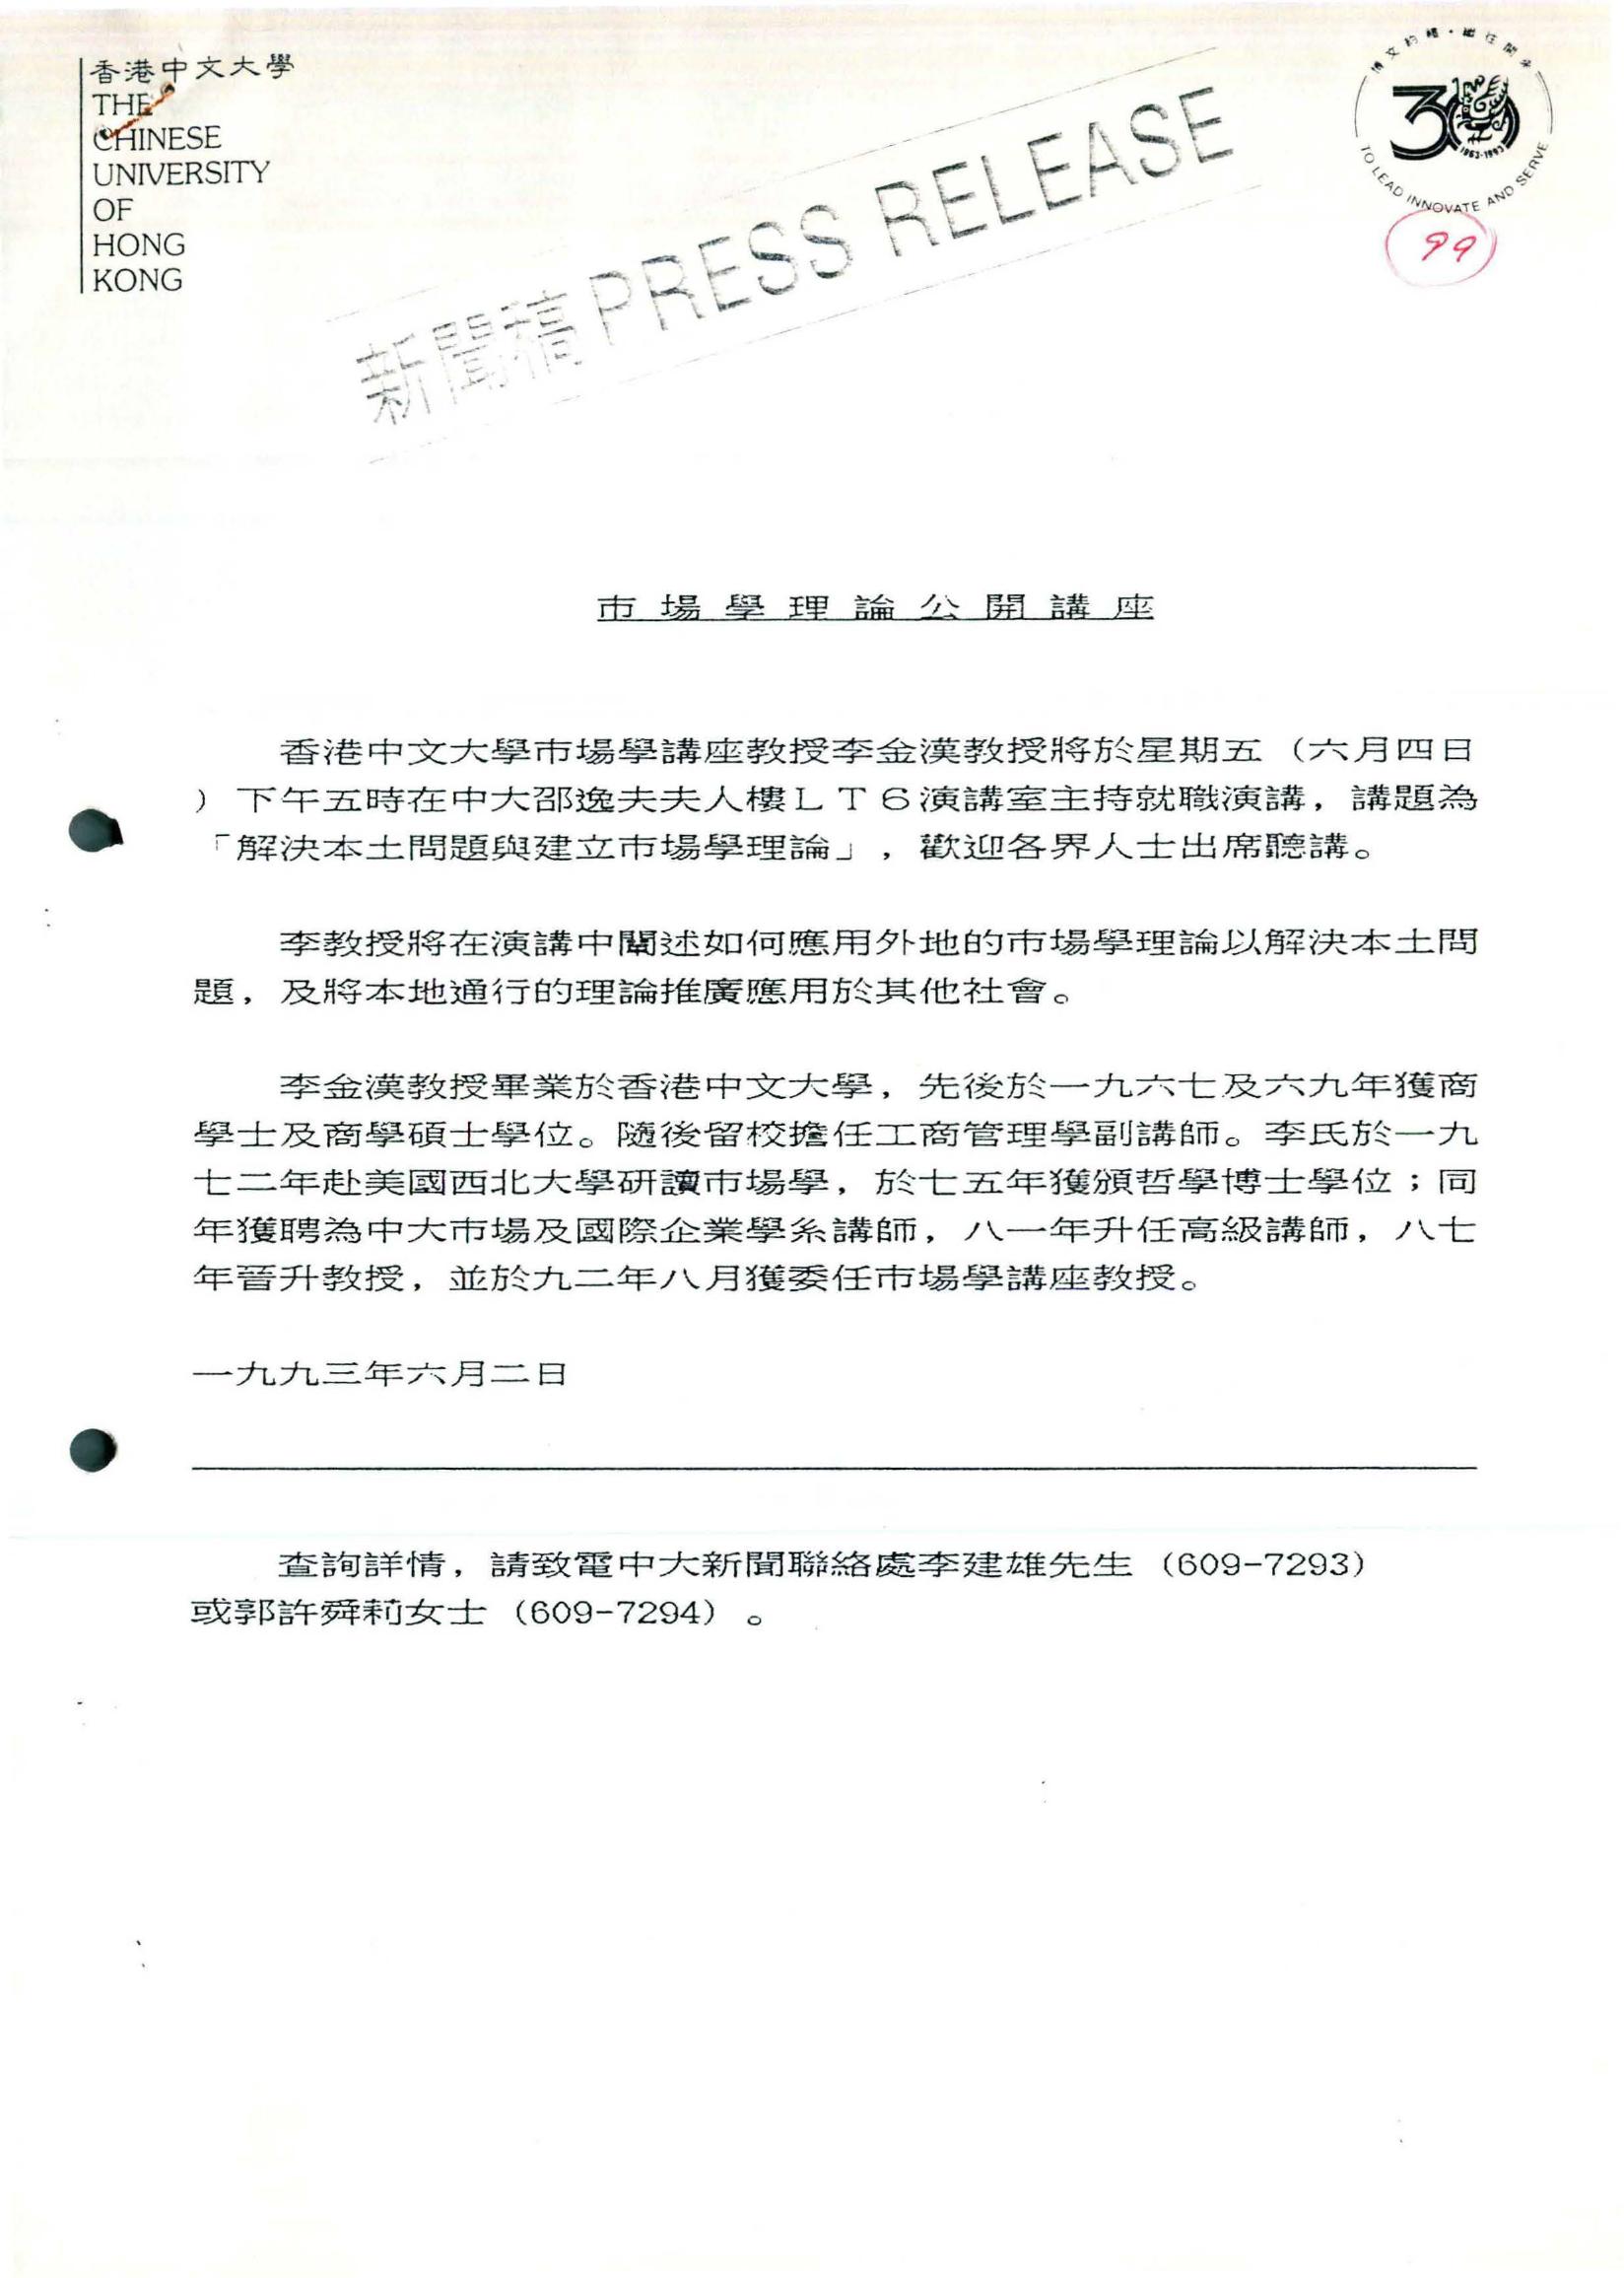 香港中文大學
THE
CHINESE
UNIVERSITY
OF
HONG
KONG
博文約禮·繼往開來
30
1963-1993
TO LEAD INNOVATE AND SERVE
99
新聞稿 PRESS RELEASE
市場學理論公開講座
香港中文大學市場學講座教授李金漢教授將於星期五（六月四日
）下午五時在中大邵逸夫夫人樓ＬＴ６演講室主持就職演講，講題為
「解決本土問題與建立市場學理論」，歡迎各界人士出席聽講。
李教授將在演講中闡述如何應用外地的市場學理論以解決本土問
題，及將本地通行的理論推廣應用於其他社會。
李金漢教授畢業於香港中文大學，先後於一九六七及六九年獲商
學士及商學碩士學位。隨後留校擔任工商管理學副講師。李氏於一九
七二年赴美國西北大學研讀市場學，於七五年獲頒哲學博士學位；同
年獲聘為中大市場及國際企業學系講師，八一年升任高級講師，八七
年晉升教授，並於九二年八月獲委任市場學講座教授。
一九九三年六月二日
查詢詳情，請致電中大新聞聯絡處李建雄先生（609-7293）
或郭許舜莉女士（609-7294）。